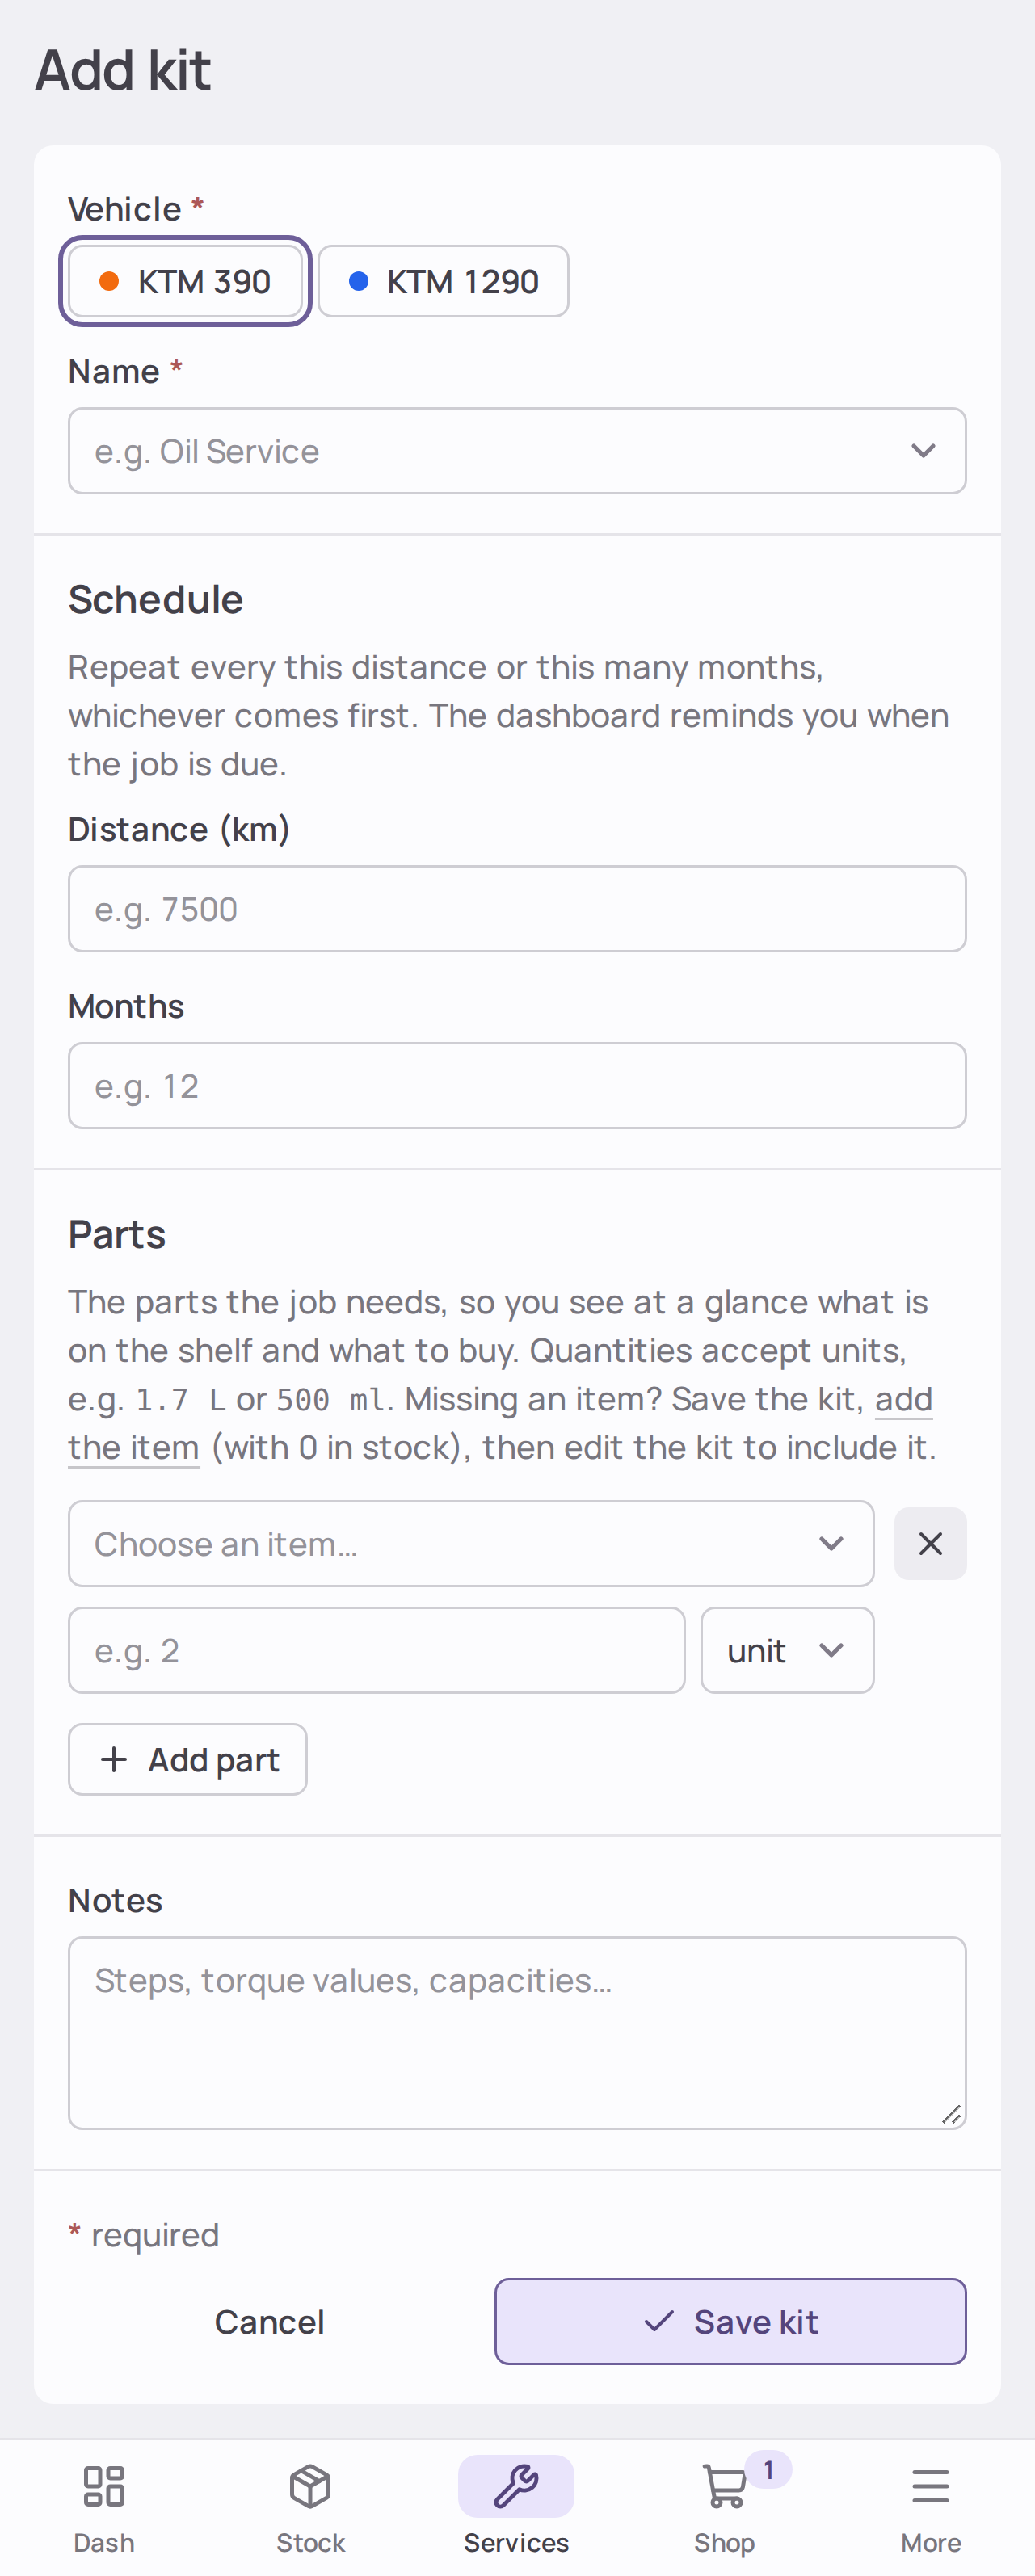 Add kit
Vehicle *
KTM 390
KTM 1290
Name *
e.g. Oil Service
Schedule
Repeat every this distance or this many months,
whichever comes first. The dashboard reminds you when
the job is due.
Distance (km)
e.g. 7500
Months
e.g. 12
Parts
The parts the job needs, so you see at a glance what is
on the shelf and what to buy. Quantities accept units,
e.g. 1.7 L or 500 ml. Missing an item? Save the kit, add
the item (with 0 in stock), then edit the kit to include it.
Choose an item…
e.g. 2
unit
Add part
Notes
Steps, torque values, capacities…
* required
Cancel
Save kit
1
Dash
Stock
Services
Shop
More